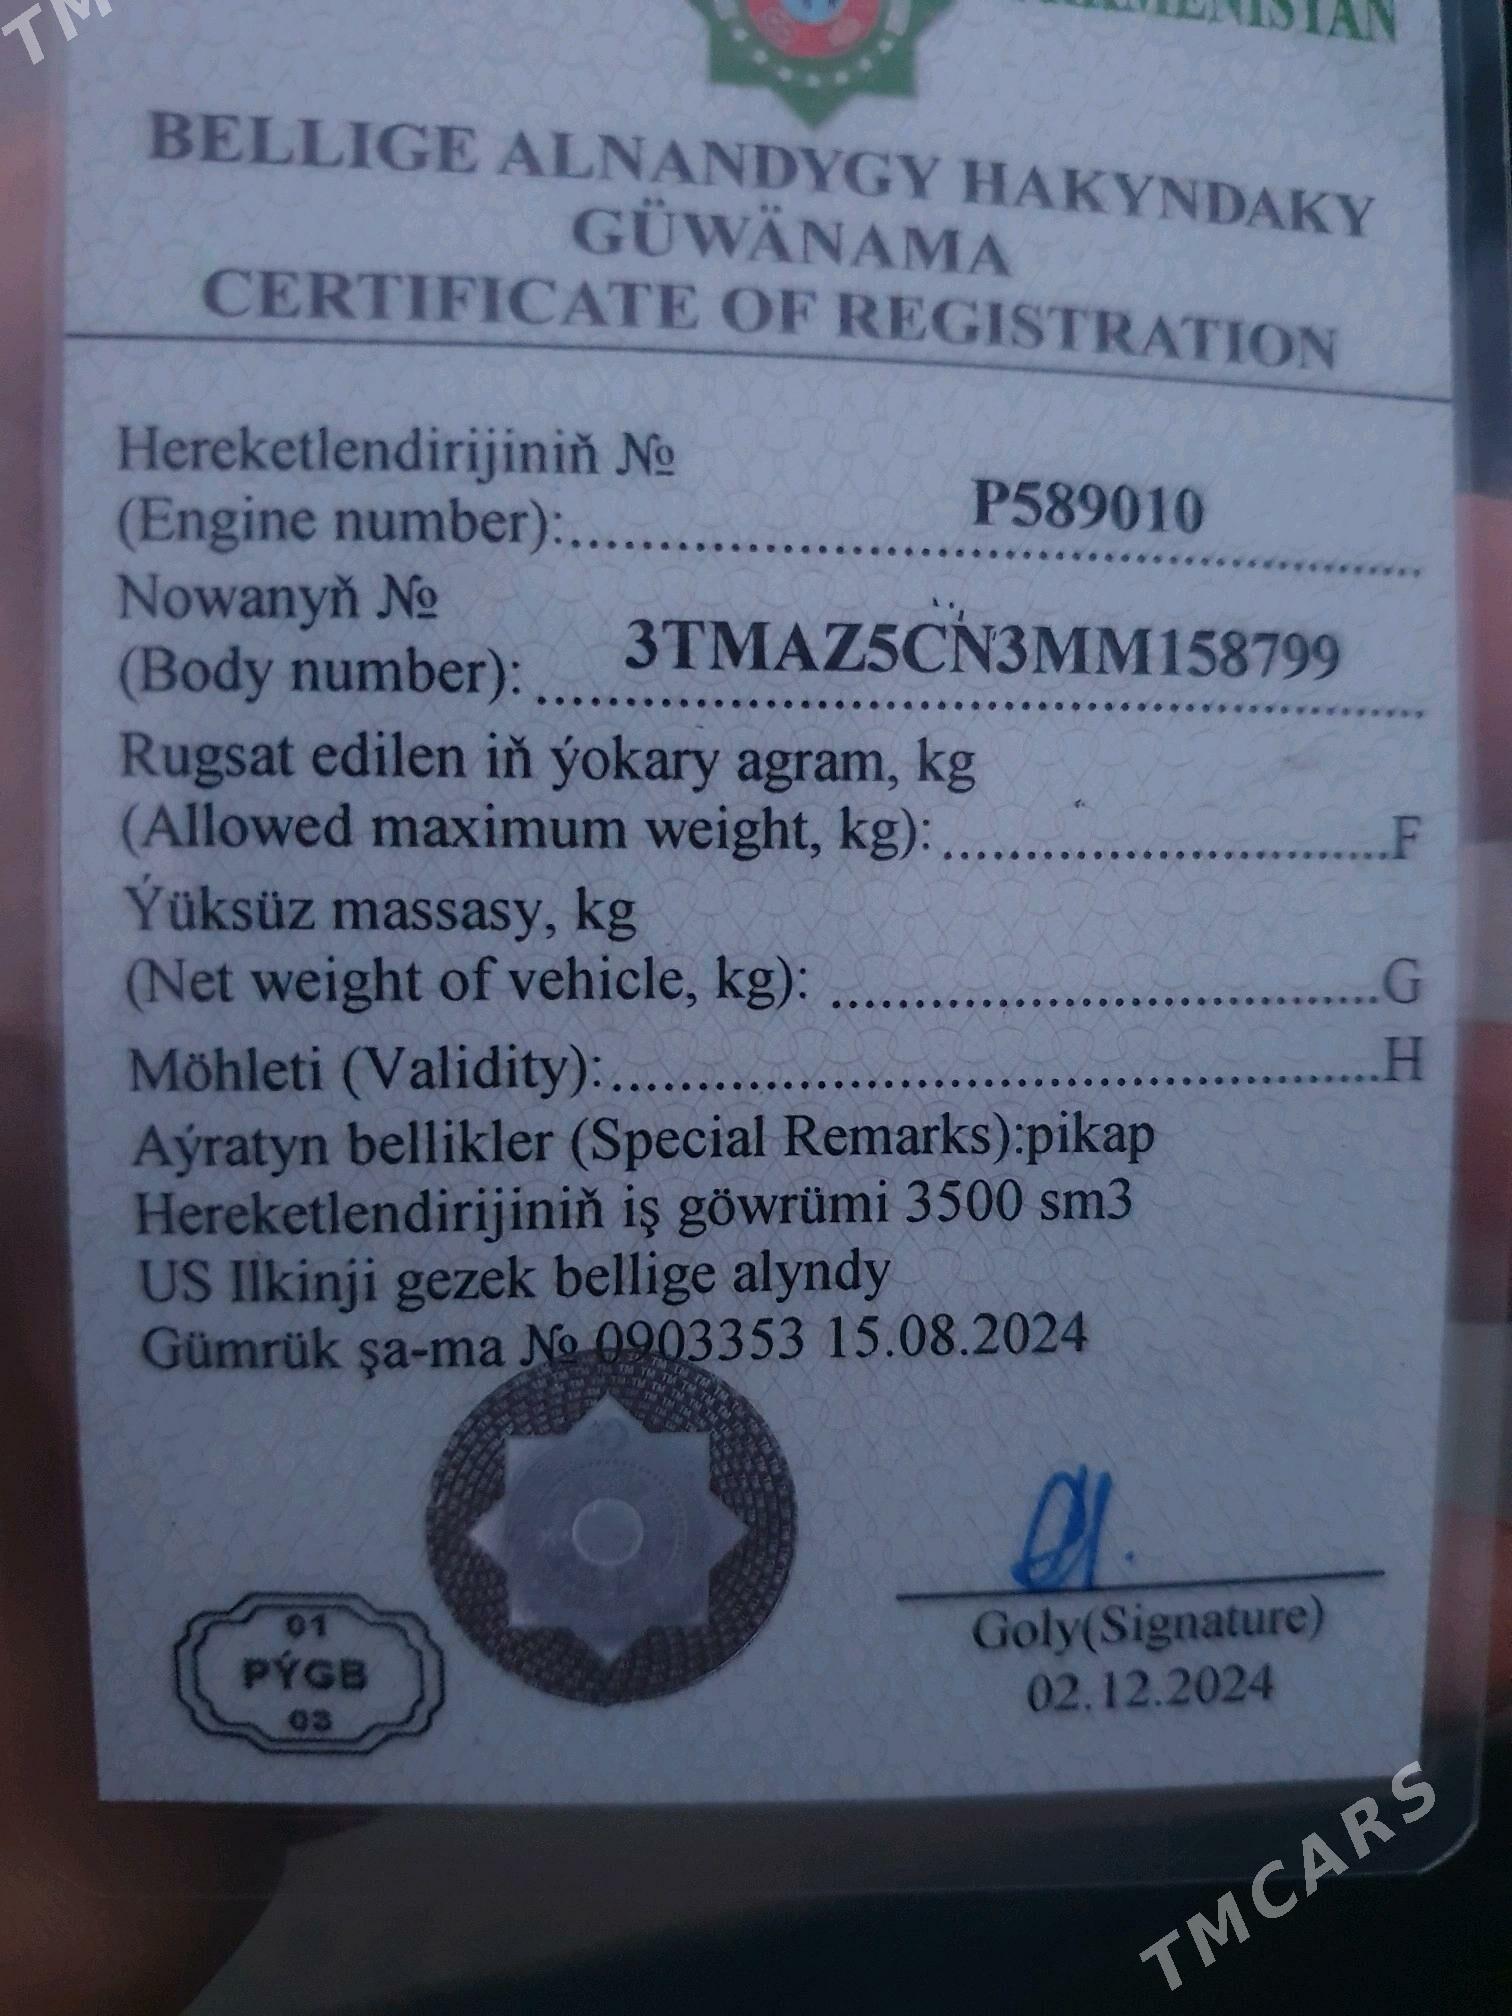 BELLIGE ALNANDYGY HAKYNDAKY
GÜWÄNAMA
CERTIFICATE OF REGISTRATION
Hereketlendirijiniň №
(Engine number):........P589010
Nowanyň №
(Body number): ........3TMAZ5CN3MM158799
Rugsat edilen iň ýokary agram, kg
(Allowed maximum weight, kg):........F
Ýüksüz massasy, kg
(Net weight of vehicle, kg): ........G
Möhleti (Validity):........H
Aýratyn bellikler (Special Remarks):pikap
Hereketlendirijiniň iş göwrümi 3500 sm3
US Ilkinji gezek bellige alyndy
Gümrük şa-ma № 0903353 15.08.2024
Goly(Signature)
02.12.2024
01
PÝGB
03
TMCARS